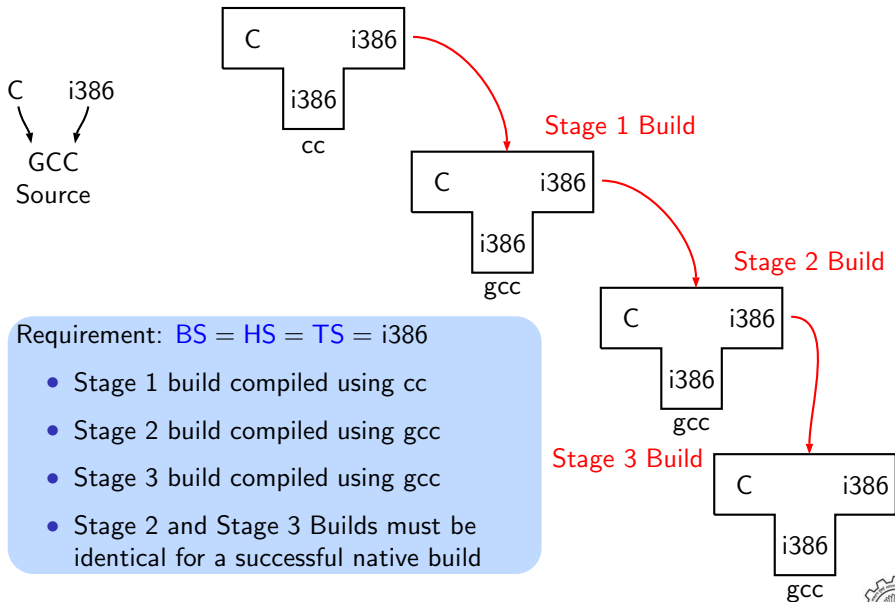 C i386
i386
cc
C i386
GCC
Source
Stage 1 Build
C i386
i386
gcc
Stage 2 Build
C i386
i386
gcc
Requirement: BS = HS = TS = i386
• Stage 1 build compiled using cc
• Stage 2 build compiled using gcc
• Stage 3 build compiled using gcc
• Stage 2 and Stage 3 Builds must be
identical for a successful native build
Stage 3 Build
C i386
i386
gcc